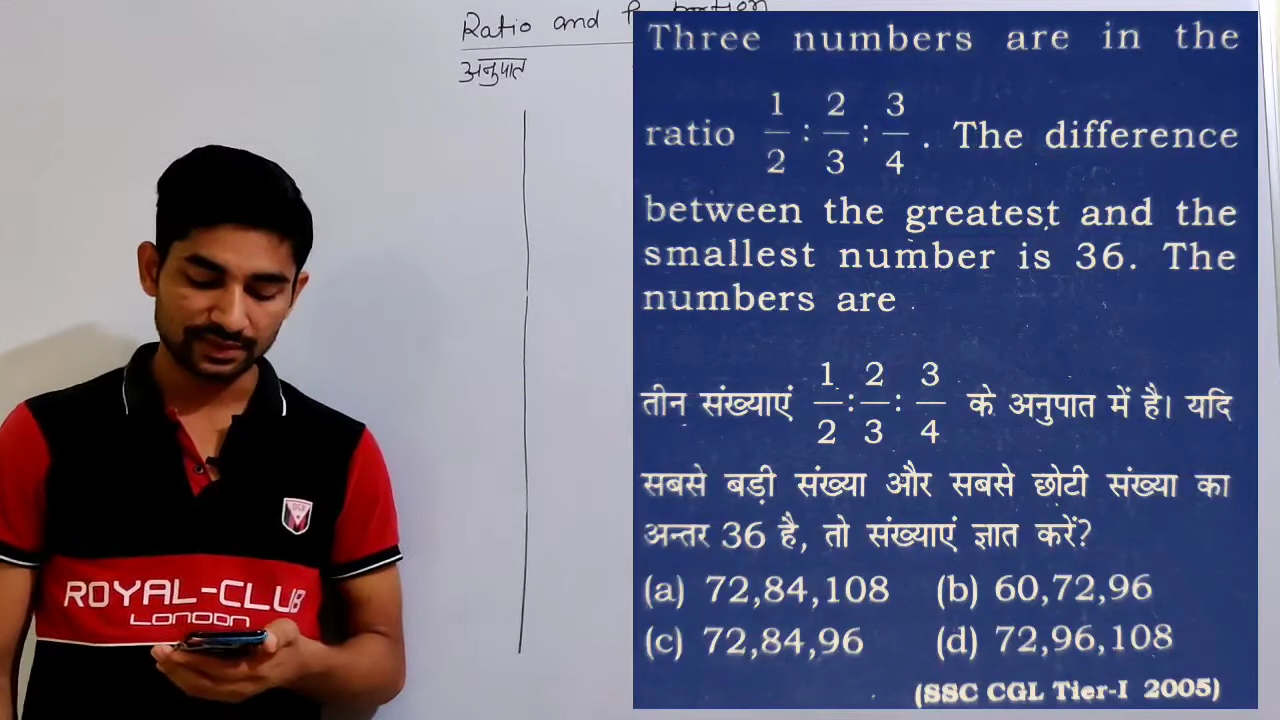 Ratio and
अनुपात
Three numbers are in the
ratio 1/2 : 2/3 : 3/4 . The difference
between the greatest and the
smallest number is 36. The
numbers are
तीन संख्याएं 1/2 : 2/3 : 3/4 के अनुपात में है। यदि
सबसे बड़ी संख्या और सबसे छोटी संख्या का
अन्तर 36 है, तो संख्याएं ज्ञात करें?
(a) 72,84,108 (b) 60,72,96
(c) 72,84,96 (d) 72,96,108
(SSC CGL Tier-I 2005)
ROYAL-CLUB
LONDON